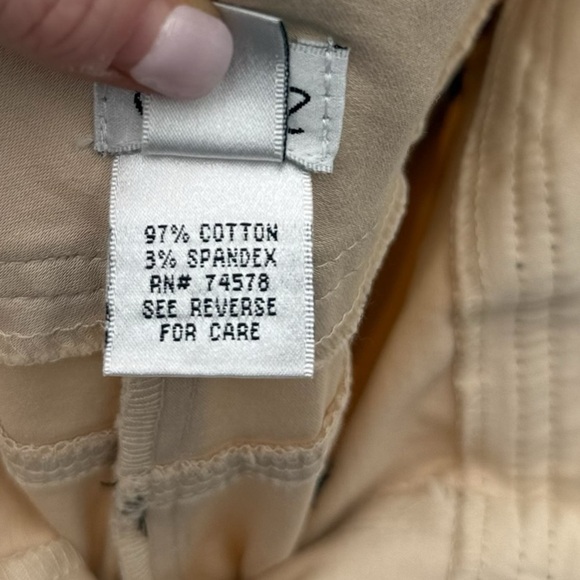 97% COTTON
3% SPANDEX
RN# 74578
SEE REVERSE
FOR CARE